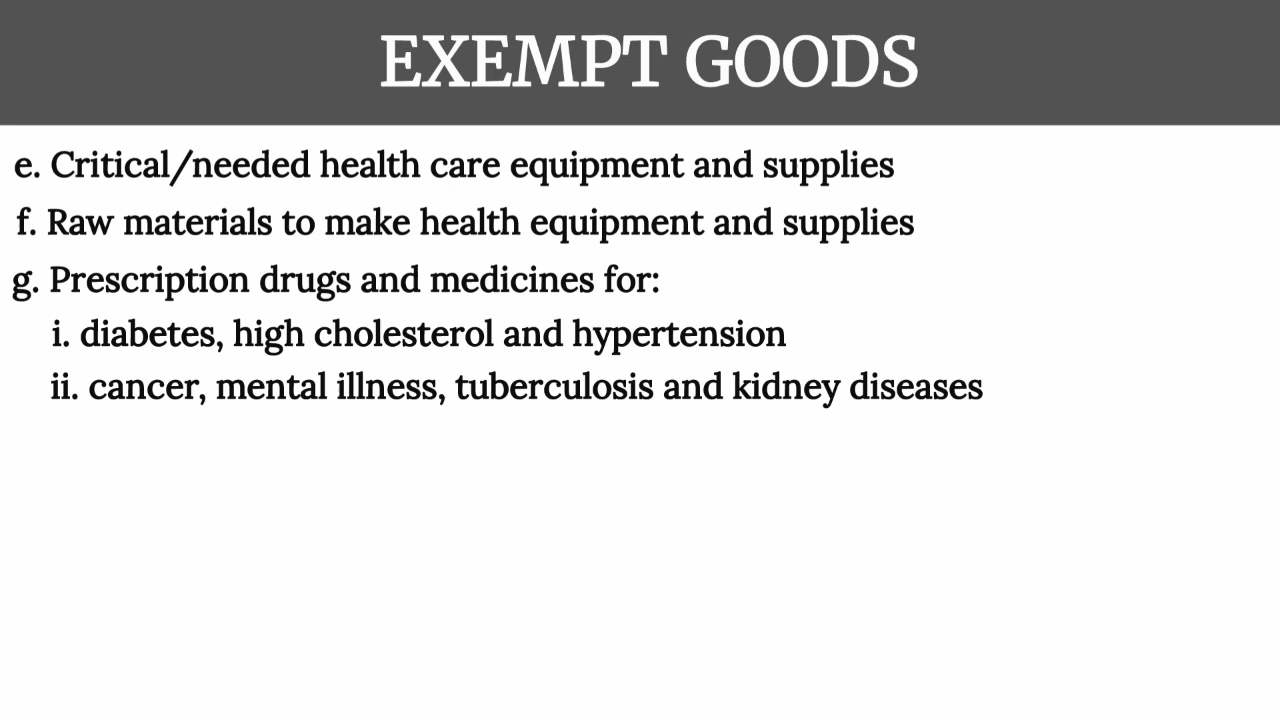 EXEMPT GOODS
e. Critical/needed health care equipment and supplies
f. Raw materials to make health equipment and supplies
g. Prescription drugs and medicines for:
i. diabetes, high cholesterol and hypertension
ii. cancer, mental illness, tuberculosis and kidney diseases